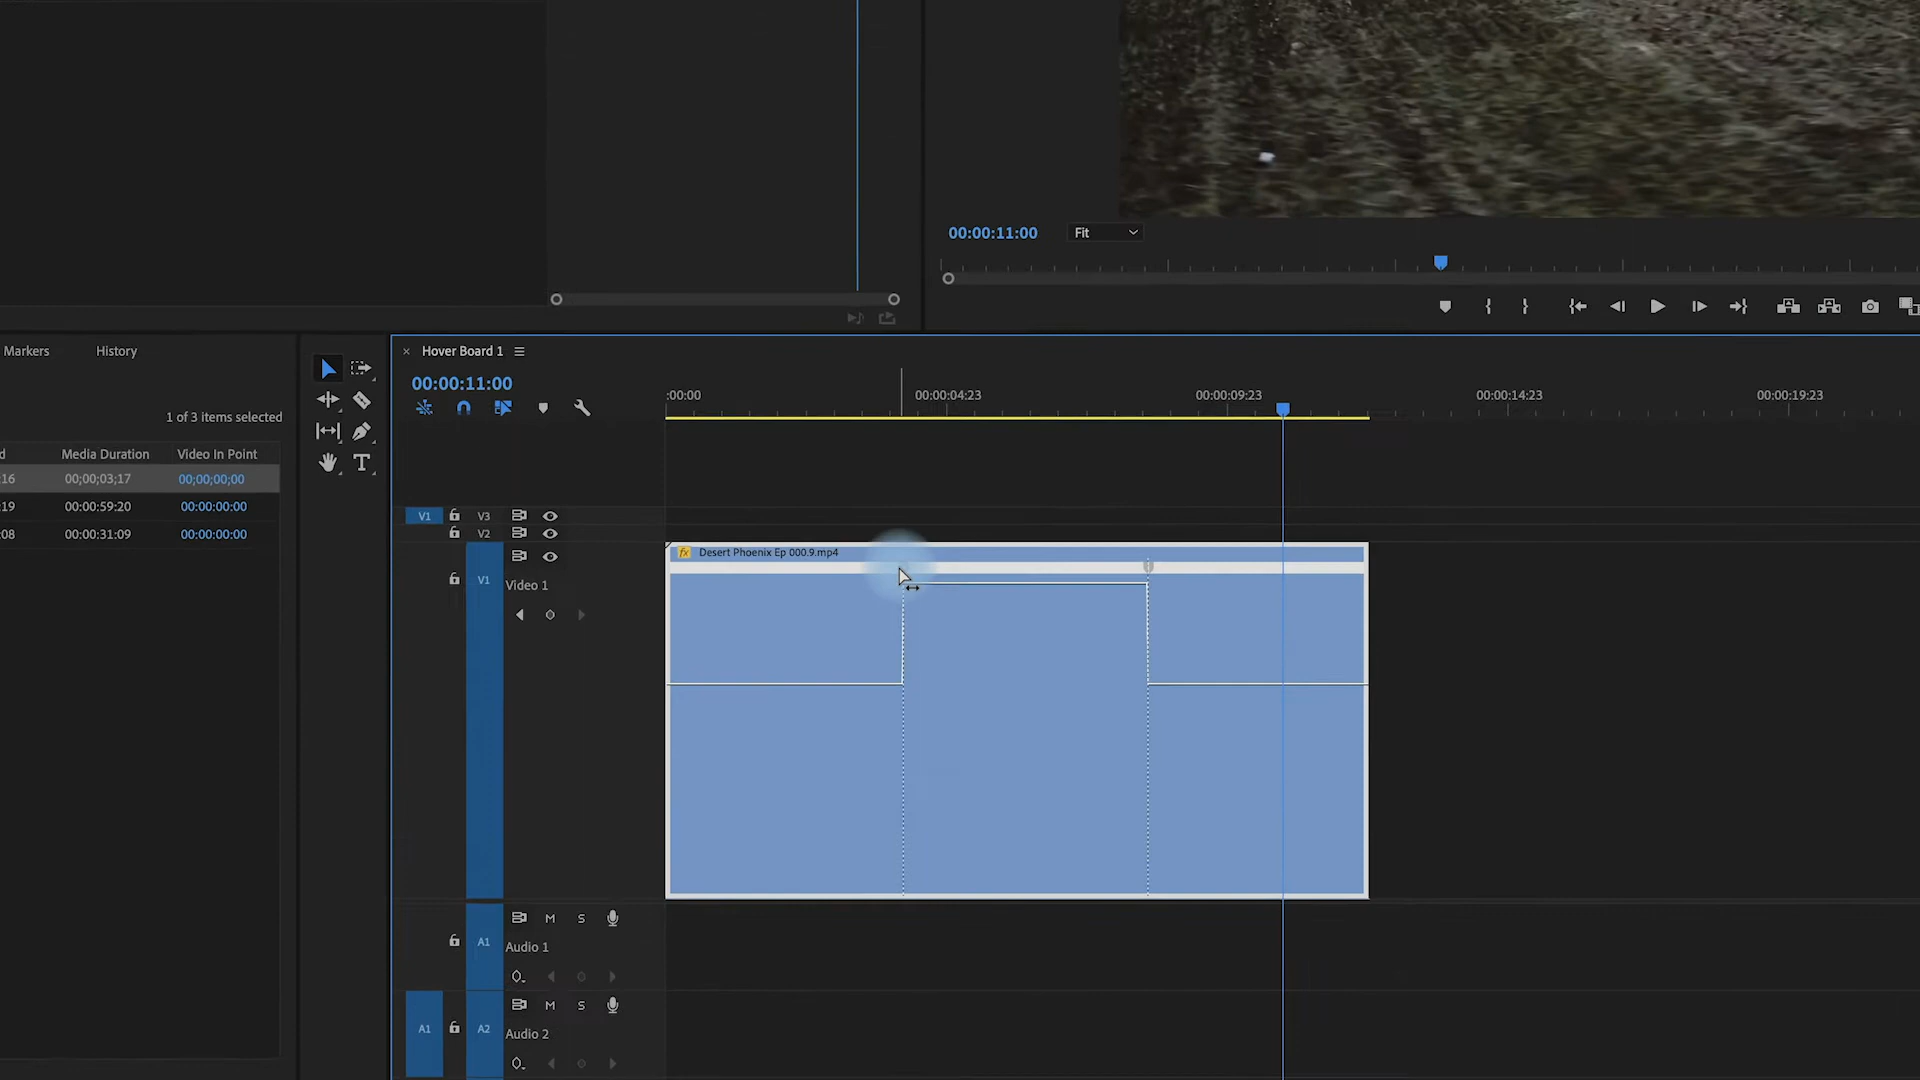 00:00:11:00
Fit
Markers
History
Hover Board 1
00:00:11:00
:00:00
00:00:04:23
00:00:09:23
00:00:14:23
00:00:19:23
1 of 3 items selected
d
Media Duration
Video In Point
:16
00;00;03;17
00;00;00;00
:19
00:00:59:20
00:00:00:00
:08
00:00:31:09
00:00:00:00
V1
V3
V2
fx
Desert Phoenix Ep 000.9.mp4
V1
Video 1
M
S
A1
Audio 1
M
S
A1
A2
Audio 2